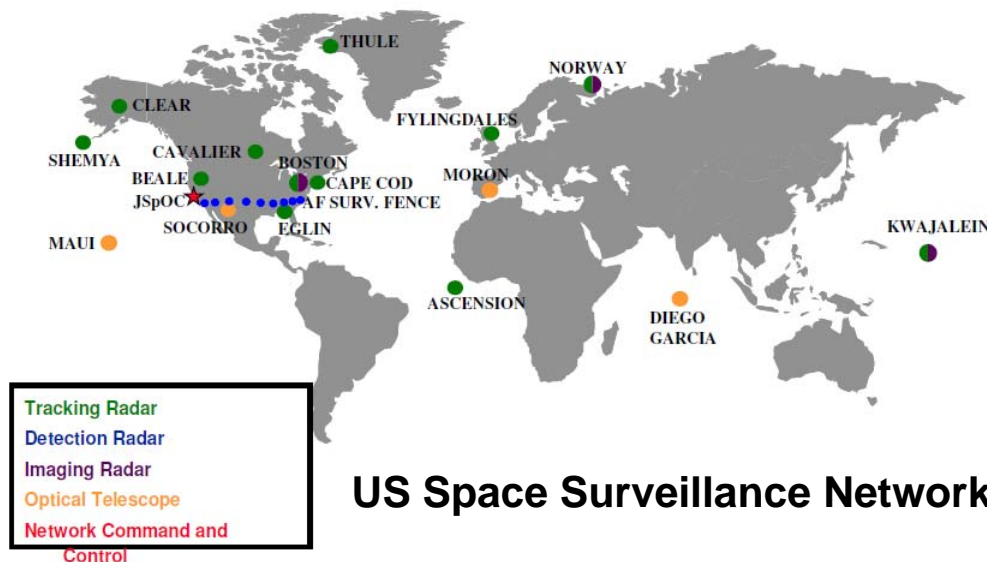 THULE
NORWAY
CLEAR
FYLINGDALES
SHEMYA
CAVALIER
BOSTON
BEALE
CAPE COD
MORON
JSpOC
AF SURV. FENCE
SOCORRO
EGLIN
MAUI
KWAJALEIN
ASCENSION
DIEGO
GARCIA
Tracking Radar
Detection Radar
Imaging Radar
Optical Telescope
Network Command and
Control
US Space Surveillance Network